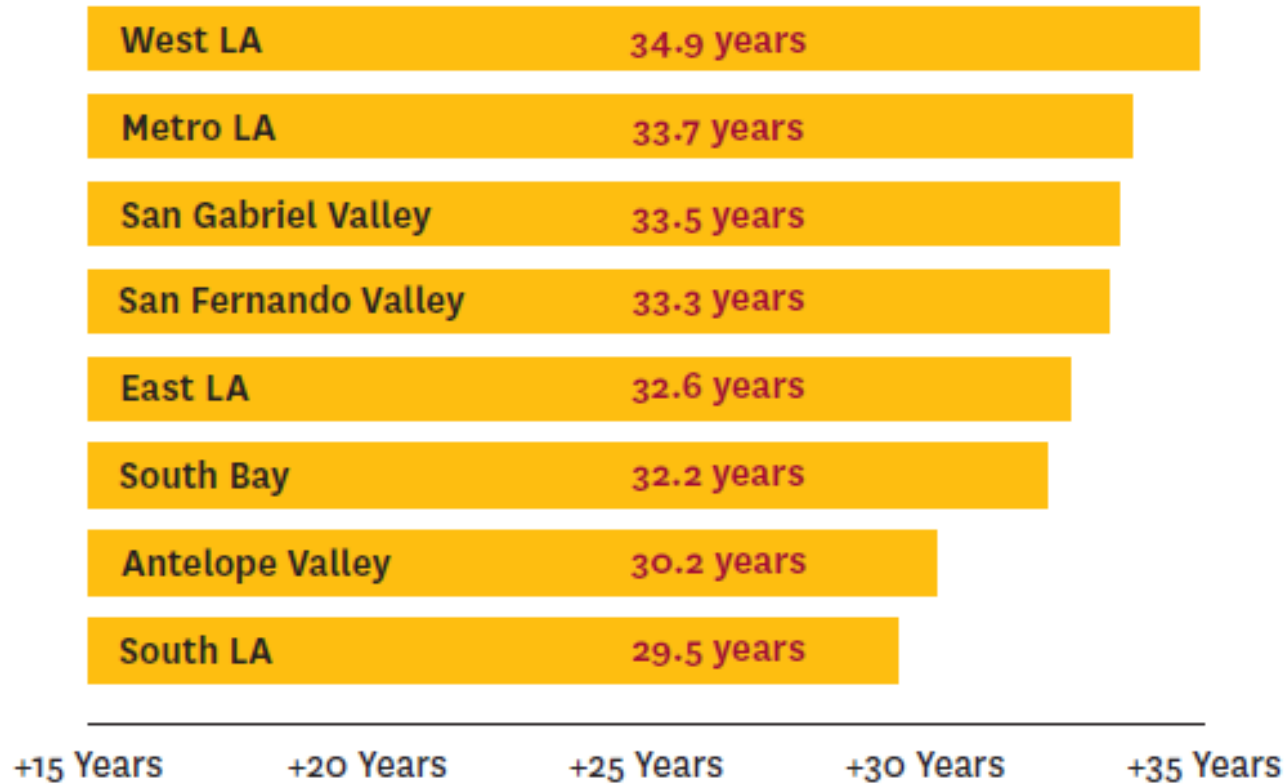 West LA 34.9 years
Metro LA 33.7 years
San Gabriel Valley 33.5 years
San Fernando Valley 33.3 years
East LA 32.6 years
South Bay 32.2 years
Antelope Valley 30.2 years
South LA 29.5 years
+15 Years +20 Years +25 Years +30 Years +35 Years